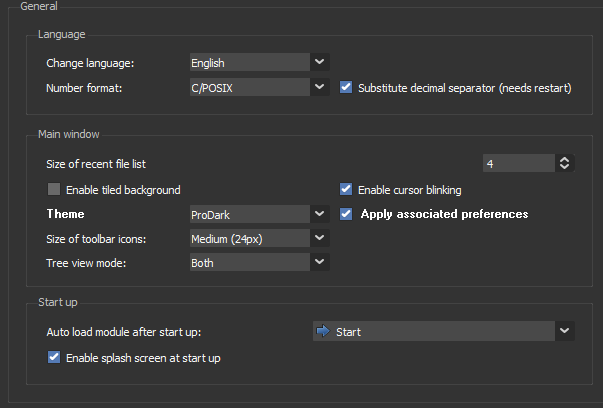 General
Language
Change language: English
Number format: C/POSIX Substitute decimal separator (needs restart)
Main window
Size of recent file list 4
Enable tiled background Enable cursor blinking
Theme ProDark Apply associated preferences
Size of toolbar icons: Medium (24px)
Tree view mode: Both
Start up
Auto load module after start up: Start
Enable splash screen at start up